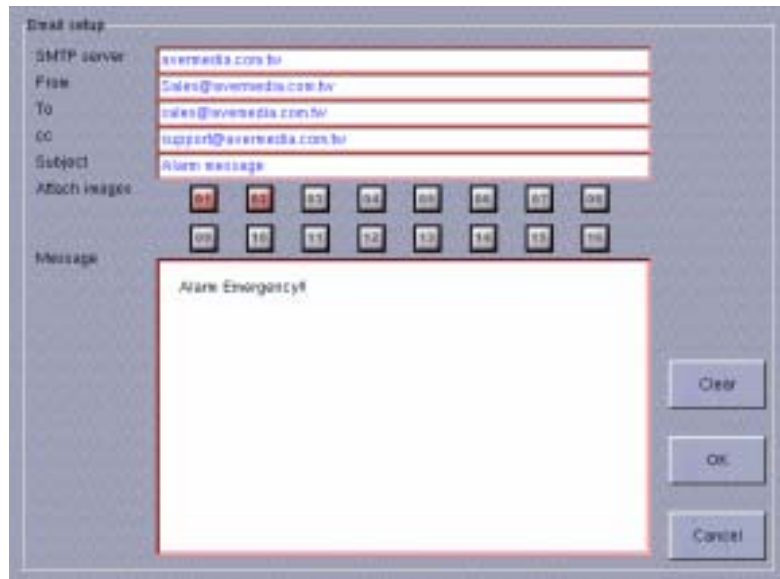 Email setup
SMTP server avermedia.com.tw
From Sales@avermedia.com.tw
To sales@avermedia.com.tw
cc support@avermedia.com.tw
Subject Alarm message
Attach images 01 02 03 04 05 06 07 08
09 10 11 12 13 14 15 16
Message
Alarm Emergency!!
Clear
OK
Cancel